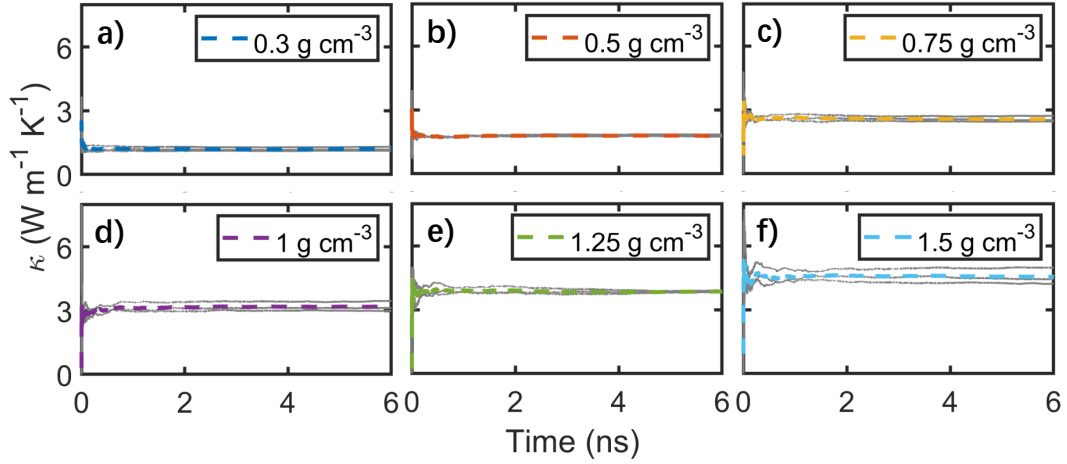 a)
0.3 g cm⁻³
b)
0.5 g cm⁻³
c)
0.75 g cm⁻³
6
3
0
κ (W m⁻¹ K⁻¹)
d)
1 g cm⁻³
e)
1.25 g cm⁻³
f)
1.5 g cm⁻³
6
3
0
0 2 4 6 0 2 4 6 0 2 4 6
Time (ns)